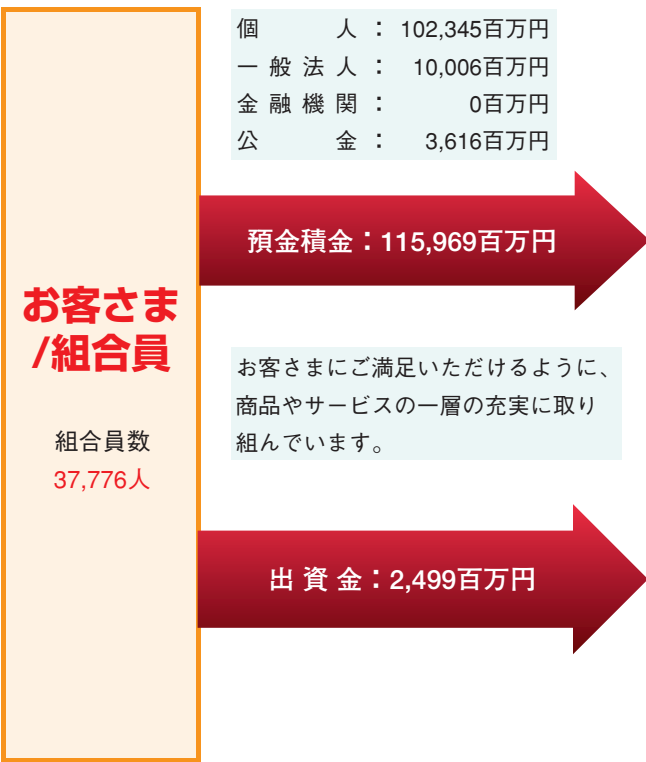 個人：102,345百万円
一般法人：10,006百万円
金融機関：0百万円
公金：3,616百万円
預金積金：115,969百万円
お客さま
/組合員
組合員数
37,776人
お客さまにご満足いただけるように、
商品やサービスの一層の充実に取り
組んでいます。
出資金：2,499百万円